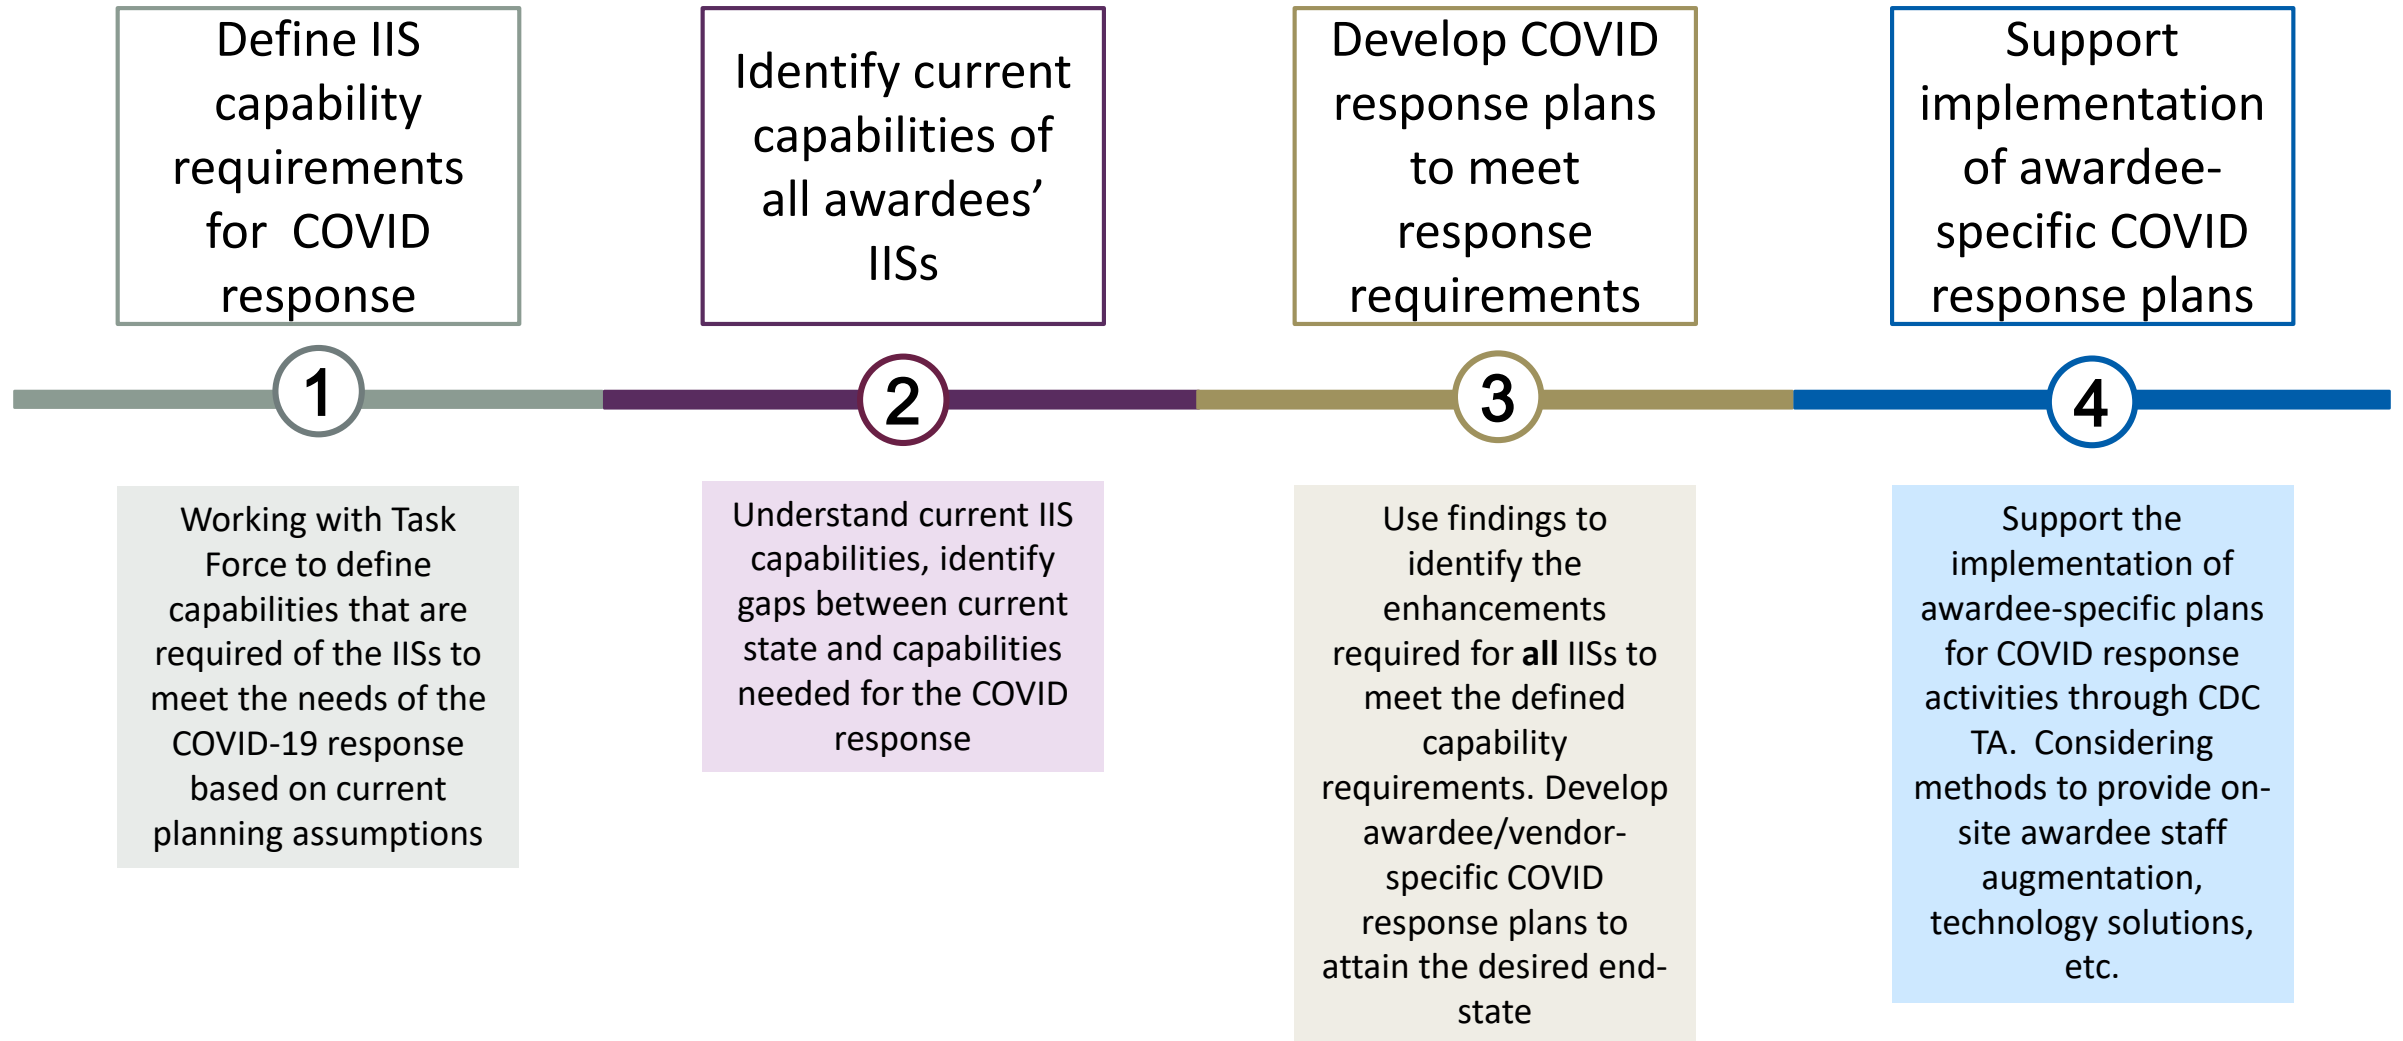 Define IIS
capability
requirements
for  COVID
response
Identify current
capabilities of
all awardees’
IISs
Develop COVID
response plans
to meet
response
requirements
Support
implementation
of awardee-
specific COVID
response plans
1
2
3
4
Working with Task
Force to define
capabilities that are
required of the IISs to
meet the needs of the
COVID-19 response
based on current
planning assumptions
Understand current IIS
capabilities, identify
gaps between current
state and capabilities
needed for the COVID
response
Use findings to
identify the
enhancements
required for all IISs to
meet the defined
capability
requirements. Develop
awardee/vendor-
specific COVID
response plans to
attain the desired end-
state
Support the
implementation of
awardee-specific plans
for COVID response
activities through CDC
TA.  Considering
methods to provide on-
site awardee staff
augmentation,
technology solutions,
etc.